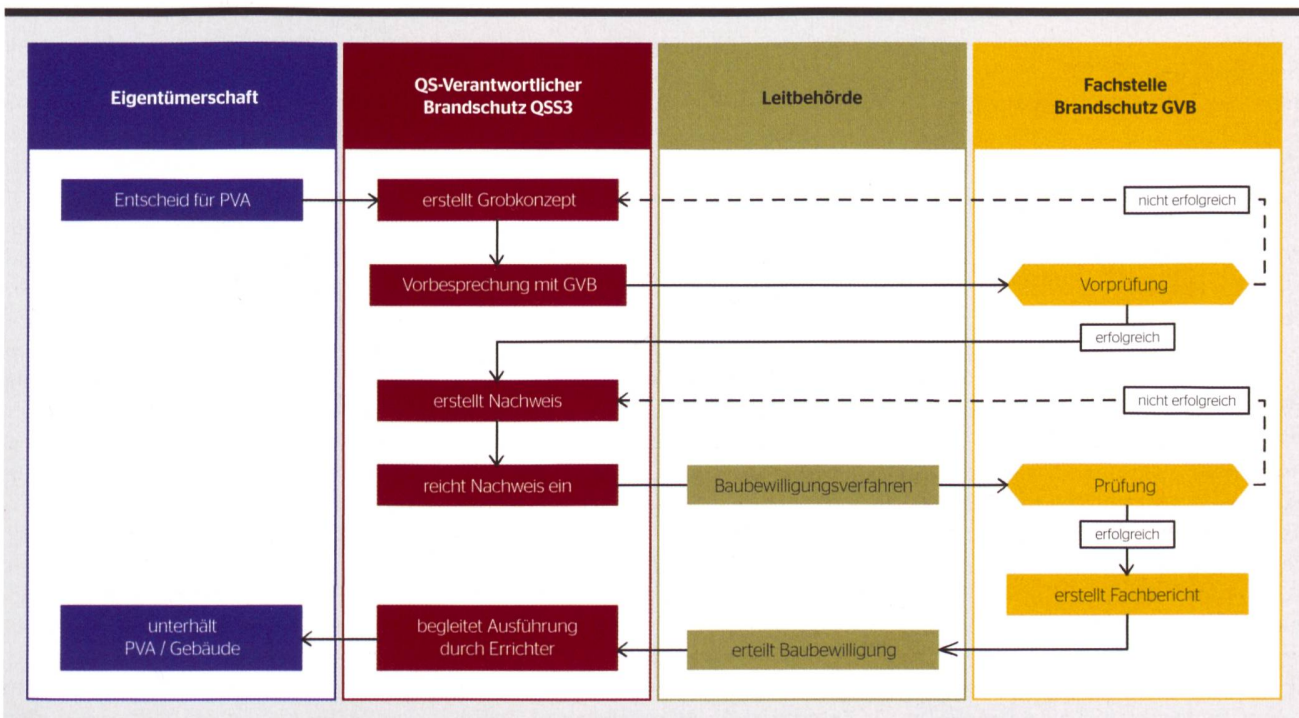 Eigentümerschaft
QS-Verantwortlicher
Brandschutz QSS3
Leitbehörde
Fachstelle
Brandschutz GVB
Entscheid für PVA
erstellt Grobkonzept
nicht erfolgreich
Vorbesprechung mit GVB
Vorprüfung
erfolgreich
erstellt Nachweis
nicht erfolgreich
reicht Nachweis ein
Baubewilligungsverfahren
Prüfung
erfolgreich
erstellt Fachbericht
unterhält
PVA / Gebäude
begleitet Ausführung
durch Errichter
erteilt Baubewilligung